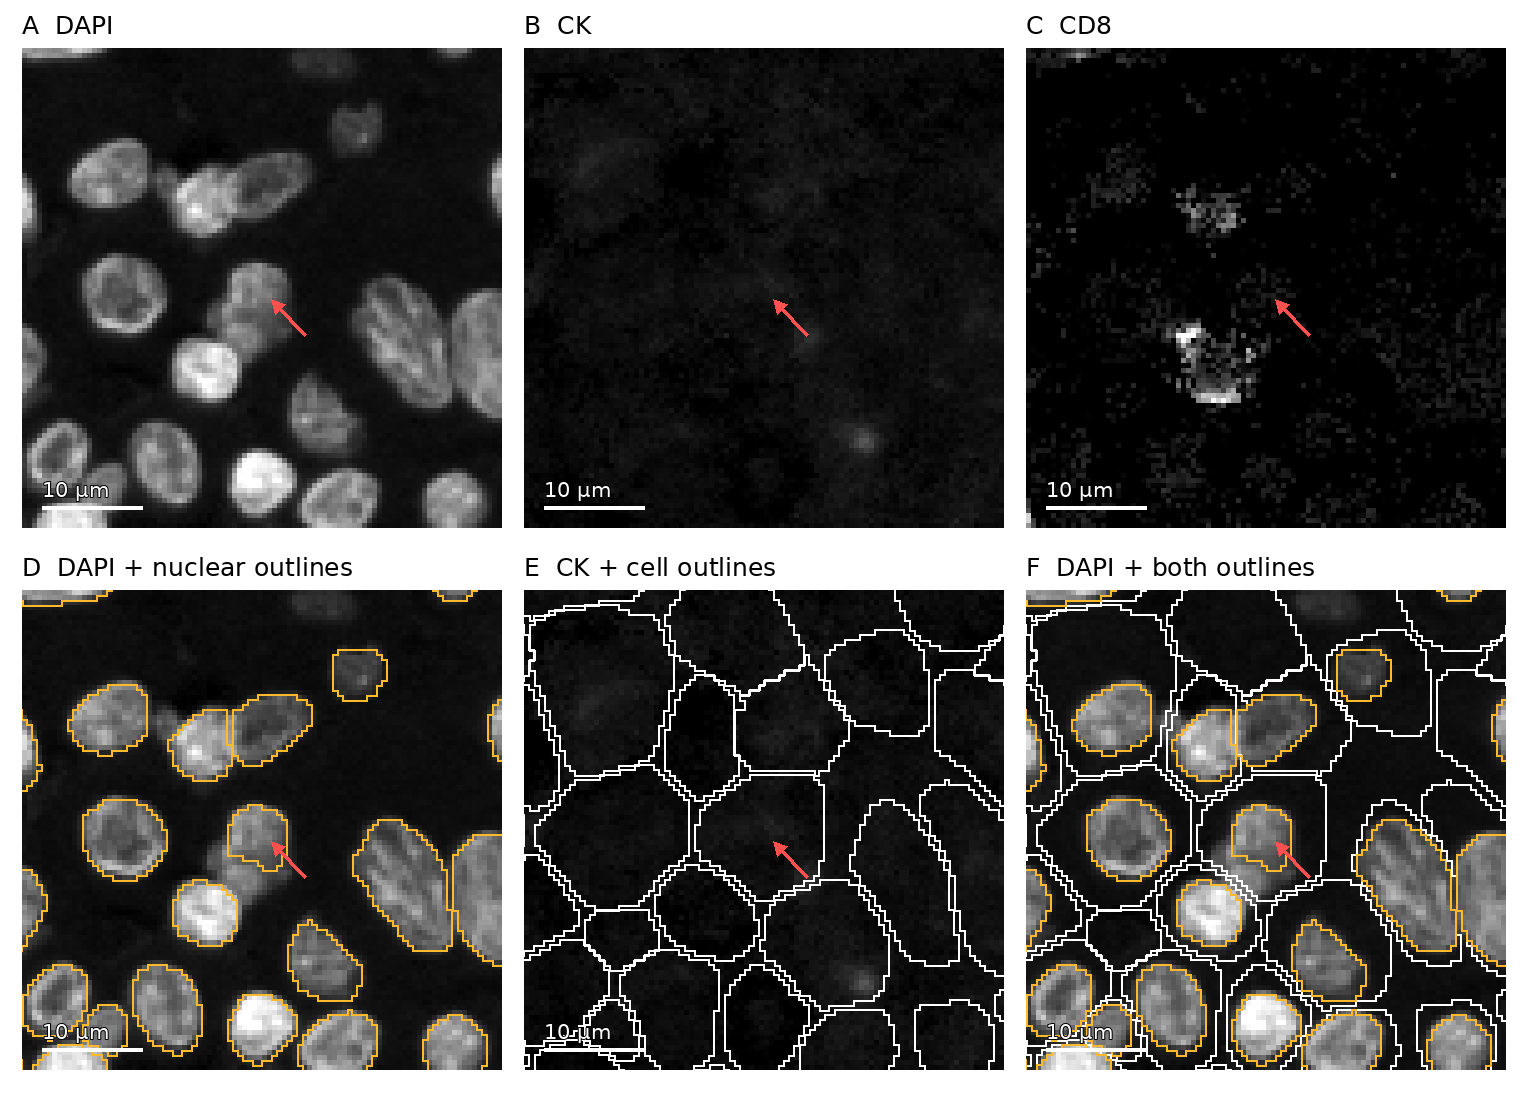 A  DAPI
B  CK
C  CD8
10 µm
10 µm
10 µm
D  DAPI + nuclear outlines
E  CK + cell outlines
F  DAPI + both outlines
10 µm
10 µm
10 µm